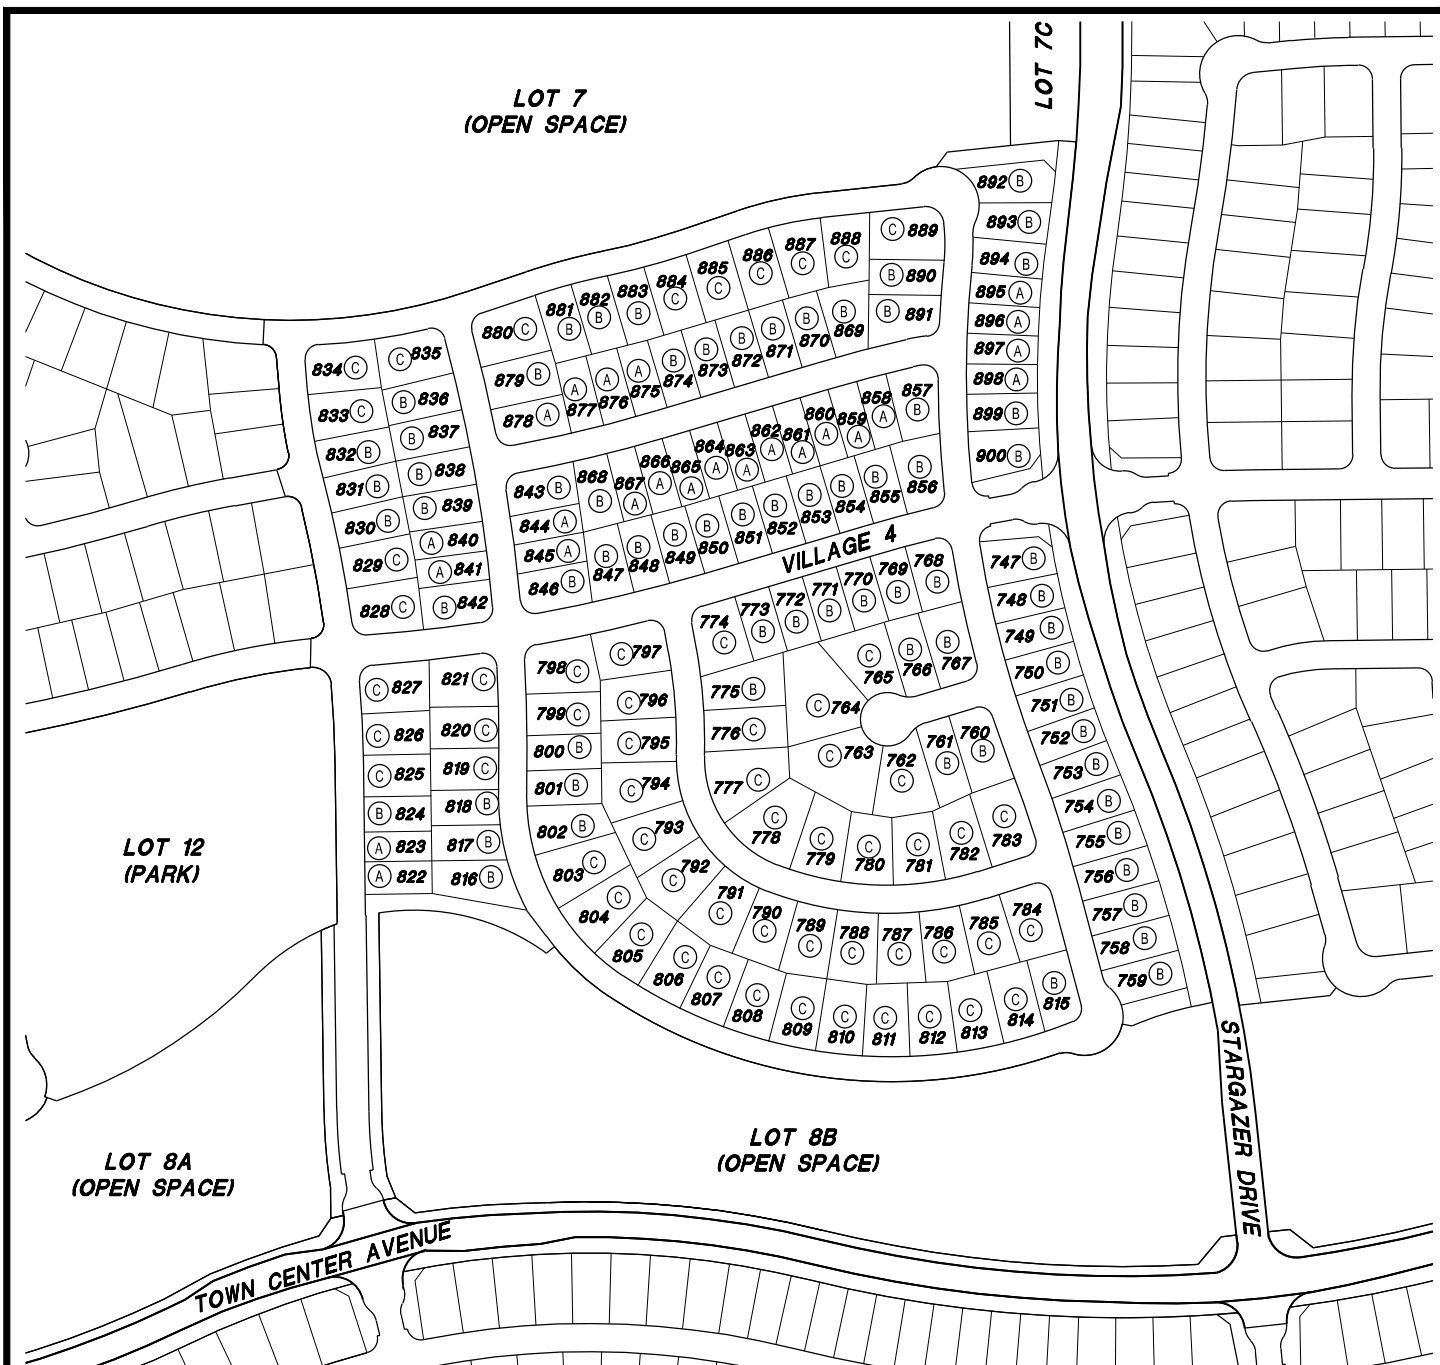 LOT 7
(OPEN SPACE)
LOT 7C
892 B
893 B
894 B
895 A
896 A
897 A
898 A
899 B
900 B
889 C
890 B
891 B
888 C
887 C
886 C
885 C
884 C
883 B
882 B
881 B
880 C
879 B
878 A
877 A
876 A
875 A
874 B
873 B
872 B
871 B
870 B
869 B
834 C
C 835
833 C
B 836
832 B
B 837
831 B
B 838
830 B
B 839
829 C
A 840
A 841
828 C
B 842
857 B
858 A
859 A
860 A
861 A
862 A
863 A
864 A
865 A
866 A
867 A
868 B
843 B
844 A
845 A
846 B
847 B
848 B
849 B
850 B
851 B
852 B
853 B
854 B
855 B
856 B
VILLAGE 4
747 B
748 B
749 B
750 B
751 B
752 B
753 B
754 B
755 B
756 B
757 B
758 B
759 B
768 B
769 B
770 B
771 B
772 B
773 B
774 C
775 B
776 C
777 C
767 B
766 B
765 C
C 764
C 763
762 C
761 B
760 B
778 C
779 C
780 C
781 C
782 C
783 C
798 C
C 797
799 C
C 796
800 B
C 795
801 B
C 794
802 B
C 793
803 C
C 792
804 C
791 C
805 C
790 C
806 C
789 C
807 C
788 C
808 C
787 C
809 C
786 C
810 C
785 C
811 C
784 C
812 C
813 C
814 C
815 B
C 827
821 C
C 826
820 C
C 825
819 C
B 824
818 B
A 823
817 B
A 822
816 B
LOT 12
(PARK)
LOT 8A
(OPEN SPACE)
LOT 8B
(OPEN SPACE)
STARGAZER DRIVE
TOWN CENTER AVENUE